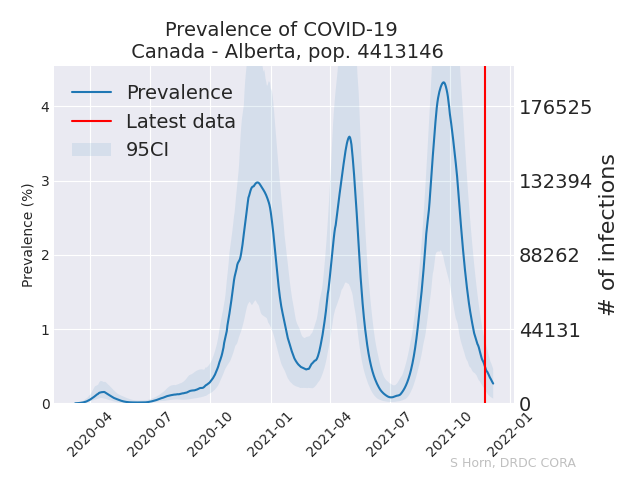 Prevalence of COVID-19
Canada - Alberta, pop. 4413146
Prevalence
Latest data
95CI
Prevalence (%)
4
3
2
1
0
176525
132394
88262
44131
0
# of infections
2020-04
2020-07
2020-10
2021-01
2021-04
2021-07
2021-10
2022-01
S Horn, DRDC CORA